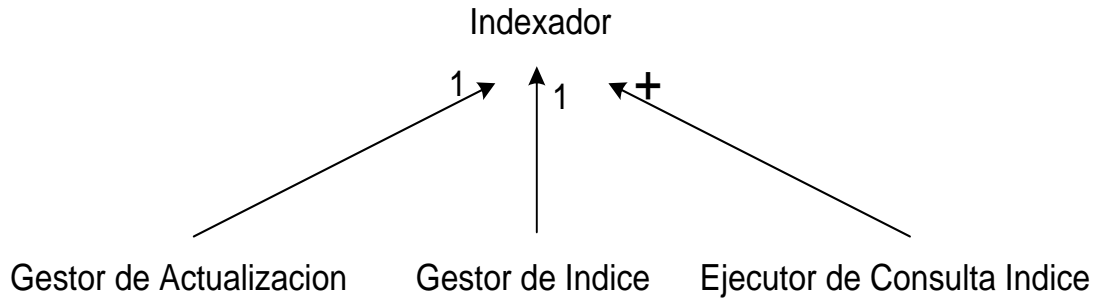 Indexador
1
1
+
Gestor de Actualizacion
Gestor de Indice
Ejecutor de Consulta Indice